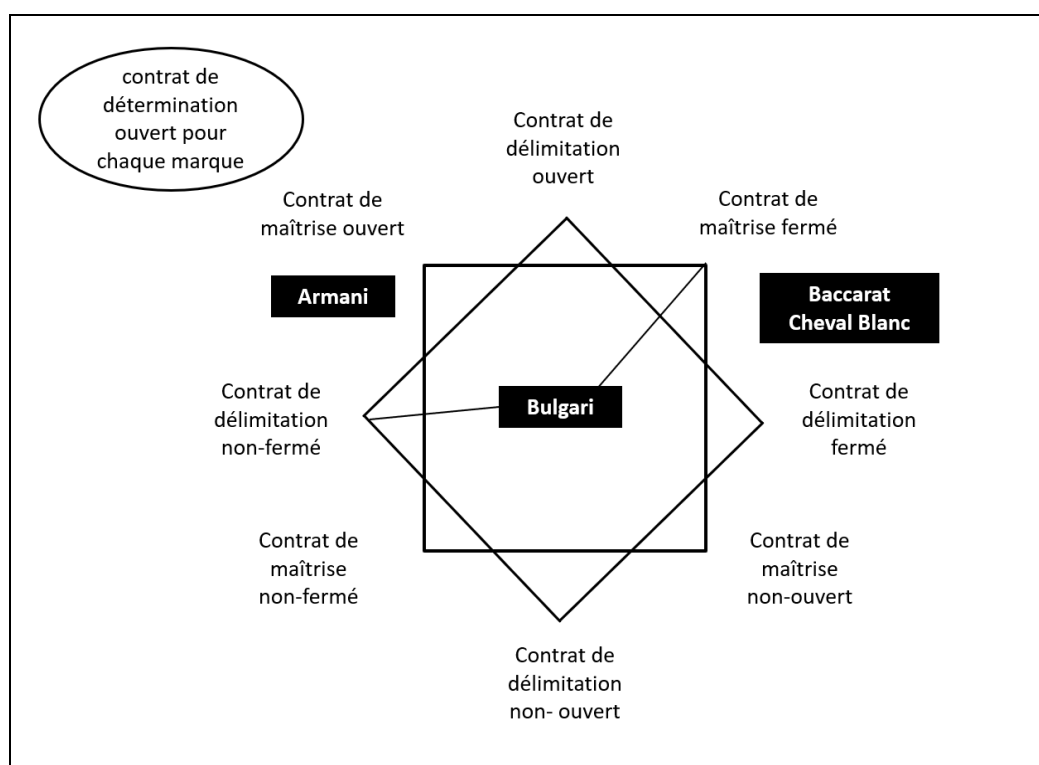 contrat de
détermination
ouvert pour
chaque marque
Contrat de
délimitation
ouvert
Contrat de
maîtrise ouvert
Contrat de
maîtrise fermé
Armani
Baccarat
Cheval Blanc
Contrat de
délimitation
non-fermé
Bulgari
Contrat de
délimitation
fermé
Contrat de
maîtrise
non-fermé
Contrat de
maîtrise
non-ouvert
Contrat de
délimitation
non- ouvert